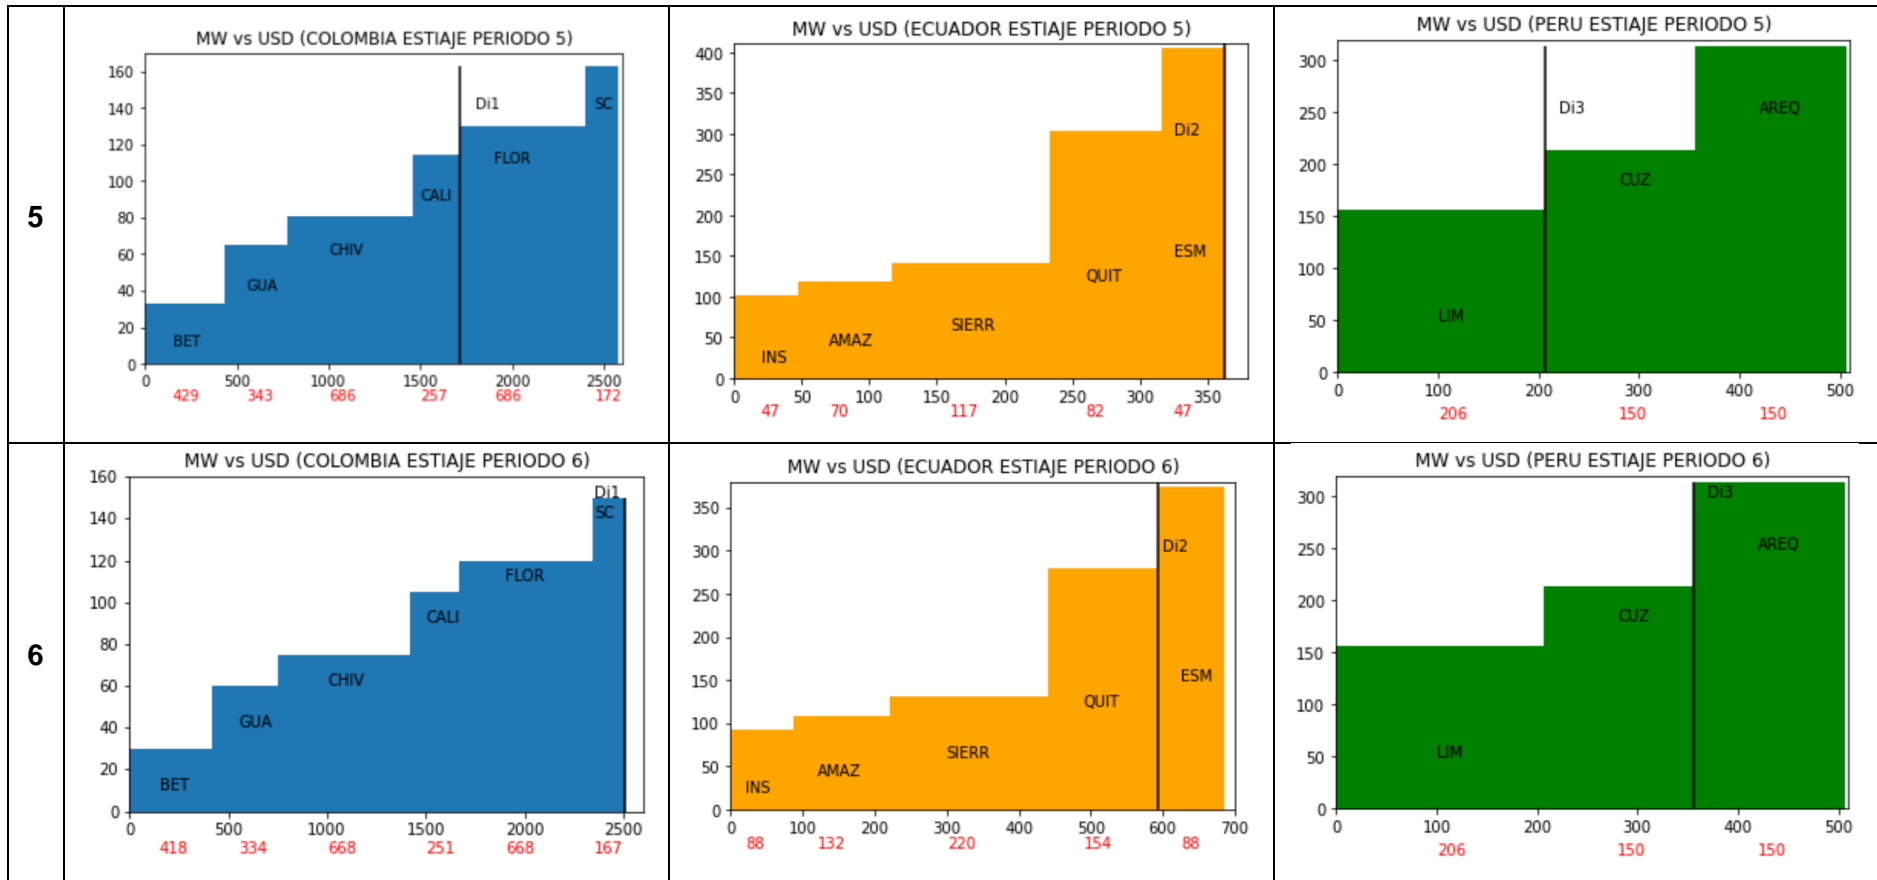 5
MW vs USD (COLOMBIA ESTIAJE PERIODO 5)
160
140
120
100
80
60
40
20
0
Di1
SC
FLOR
CALI
CHIV
GUA
BET
0 500 1000 1500 2000 2500
429 343 686 257 686 172
MW vs USD (ECUADOR ESTIAJE PERIODO 5)
400
350
300
250
200
150
100
50
0
Di2
ESM
QUIT
SIERR
AMAZ
INS
0 50 100 150 200 250 300 350
47 70 117 82 47
MW vs USD (PERU ESTIAJE PERIODO 5)
300
250
200
150
100
50
0
Di3
AREQ
CUZ
LIM
0 100 200 300 400 500
206 150 150
6
MW vs USD (COLOMBIA ESTIAJE PERIODO 6)
160
140
120
100
80
60
40
20
0
Di1
SC
FLOR
CALI
CHIV
GUA
BET
0 500 1000 1500 2000 2500
418 334 668 251 668 167
MW vs USD (ECUADOR ESTIAJE PERIODO 6)
350
300
250
200
150
100
50
0
Di2
ESM
QUIT
SIERR
AMAZ
INS
0 100 200 300 400 500 600 700
88 132 220 154 88
MW vs USD (PERU ESTIAJE PERIODO 6)
300
250
200
150
100
50
0
Di3
AREQ
CUZ
LIM
0 100 200 300 400 500
206 150 150